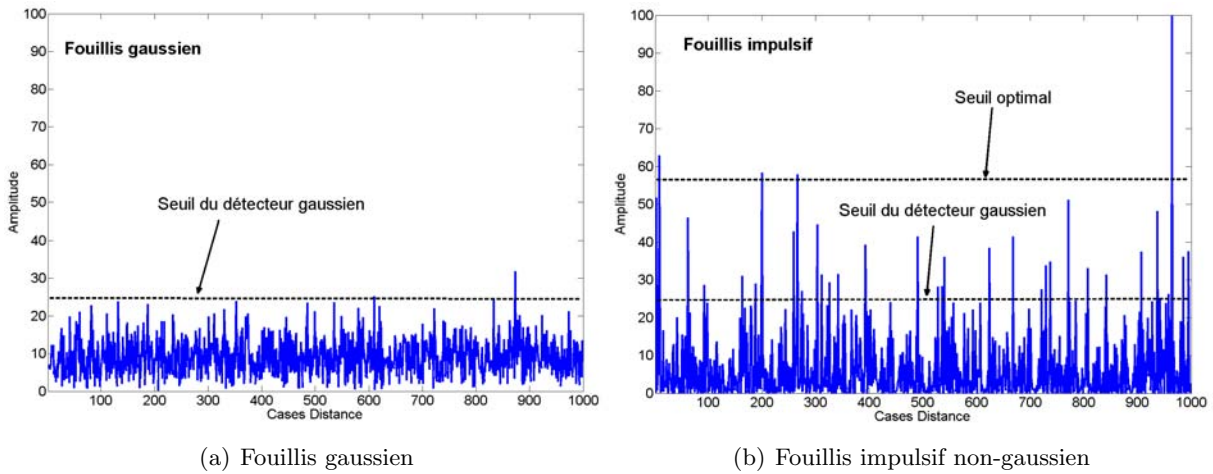 100
90
80
70
60
50
40
30
20
10
0
Amplitude
Fouillis gaussien
Seuil du détecteur gaussien
100 200 300 400 500 600 700 800 900 1000
Cases Distance
(a) Fouillis gaussien
100
90
80
70
60
50
40
30
20
10
0
Amplitude
Fouillis impulsif
Seuil optimal
Seuil du détecteur gaussien
100 200 300 400 500 600 700 800 900 1000
Cases Distance
(b) Fouillis impulsif non-gaussien